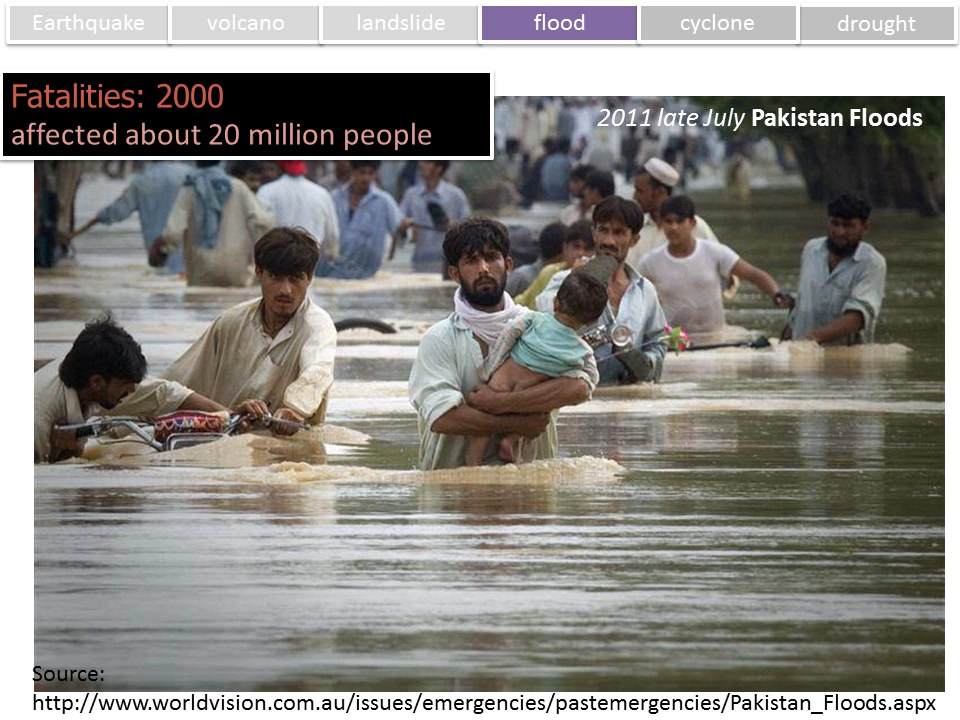 Earthquake
volcano
landslide
flood
cyclone
drought
Fatalities: 2000
affected about 20 million people
2011 late July Pakistan Floods
Source:
http://www.worldvision.com.au/issues/emergencies/pastemergencies/Pakistan_Floods.aspx